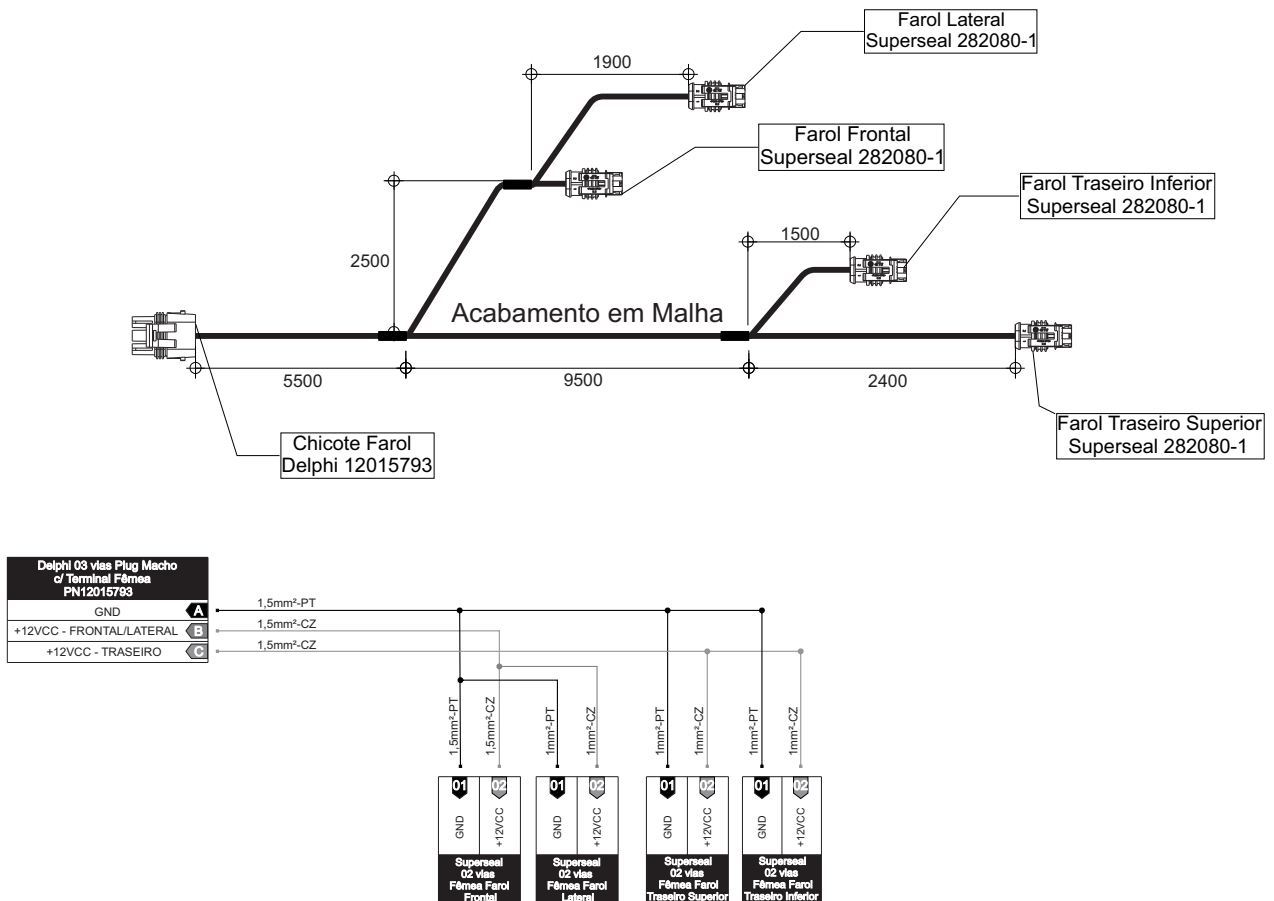 Farol Lateral
Superseal 282080-1
1900
Farol Frontal
Superseal 282080-1
Farol Traseiro Inferior
Superseal 282080-1
1500
2500
Acabamento em Malha
5500
9500
2400
Farol Traseiro Superior
Superseal 282080-1
Chicote Farol
Delphi 12015793
Delphi 03 vias Plug Macho
c/ Terminal Fêmea
PN12015793
GND A
+12VCC - FRONTAL/LATERAL B
+12VCC - TRASEIRO C
1,5mm²-PT
1,5mm²-CZ
1,5mm²-CZ
1,5mm²-PT
1,5mm²-CZ
1mm²-PT
1mm²-CZ
1mm²-PT
1mm²-CZ
1mm²-PT
1mm²-CZ
01
02
GND
+12VCC
Superseal
02 vias
Fêmea Farol
Frontal
01
02
GND
+12VCC
Superseal
02 vias
Fêmea Farol
Lateral
01
02
GND
+12VCC
Superseal
02 vias
Fêmea Farol
Traseiro Superior
01
02
GND
+12VCC
Superseal
02 vias
Fêmea Farol
Traseiro Inferior